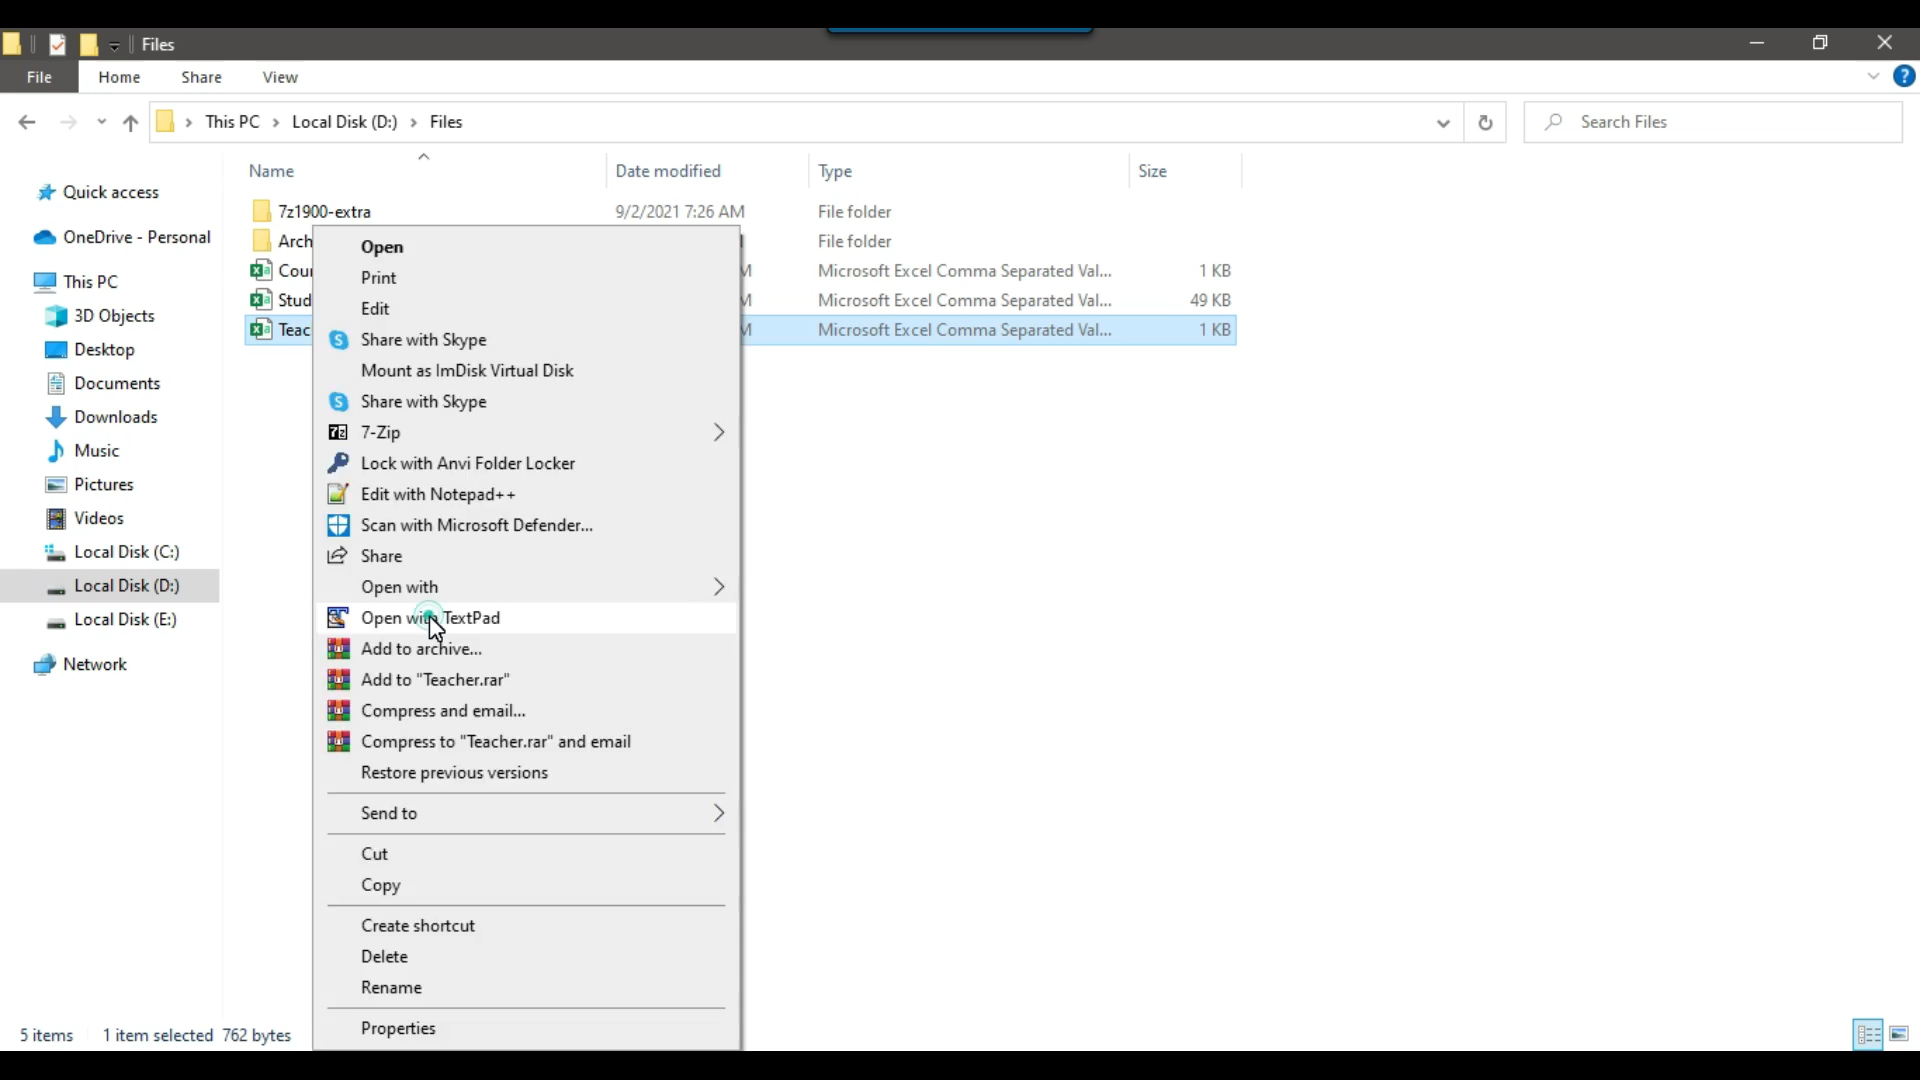 Files
File Home Share View
This PC Local Disk (D:) Files
Search Files
Name Date modified Type Size
Quick access
OneDrive - Personal
This PC
3D Objects
Desktop
Documents
Downloads
Music
Pictures
Videos
Local Disk (C:)
Local Disk (D:)
Local Disk (E:)
Network
7z1900-extra 9/2/2021 7:26 AM File folder
File folder
Microsoft Excel Comma Separated Val... 1 KB
Microsoft Excel Comma Separated Val... 49 KB
Microsoft Excel Comma Separated Val... 1 KB
Open
Print
Edit
Share with Skype
Mount as ImDisk Virtual Disk
Share with Skype
7-Zip
Lock with Anvi Folder Locker
Edit with Notepad++
Scan with Microsoft Defender...
Share
Open with
Open with TextPad
Add to archive...
Add to "Teacher.rar"
Compress and email...
Compress to "Teacher.rar" and email
Restore previous versions
Send to
Cut
Copy
Create shortcut
Delete
Rename
Properties
5 items 1 item selected 762 bytes